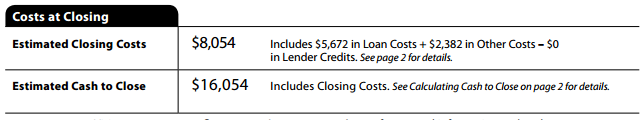 Costs at Closing
Estimated Closing Costs $8,054 Includes $5,672 in Loan Costs + $2,382 in Other Costs – $0
in Lender Credits. See page 2 for details.
Estimated Cash to Close $16,054 Includes Closing Costs. See Calculating Cash to Close on page 2 for details.